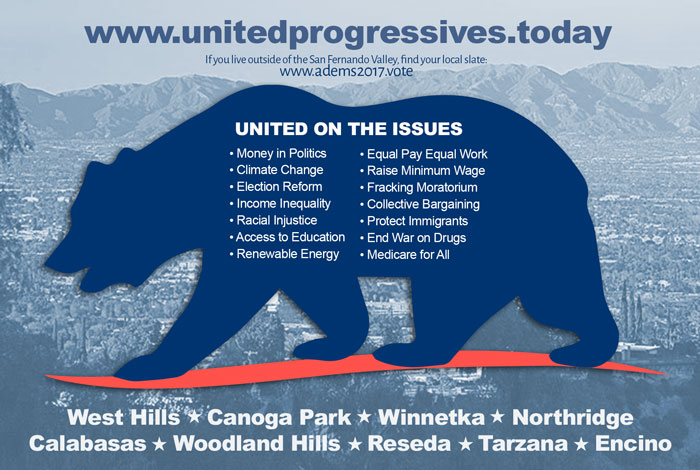 www.unitedprogressives.today
If you live outside of the San Fernando Valley, find your local slate:
www.adems2017.vote
UNITED ON THE ISSUES
• Money in Politics
• Climate Change
• Election Reform
• Income Inequality
• Racial Injustice
• Access to Education
• Renewable Energy
• Equal Pay Equal Work
• Raise Minimum Wage
• Fracking Moratorium
• Collective Bargaining
• Protect Immigrants
• End War on Drugs
• Medicare for All
West Hills ★ Canoga Park ★ Winnetka ★ Northridge
Calabasas ★ Woodland Hills ★ Reseda ★ Tarzana ★ Encino